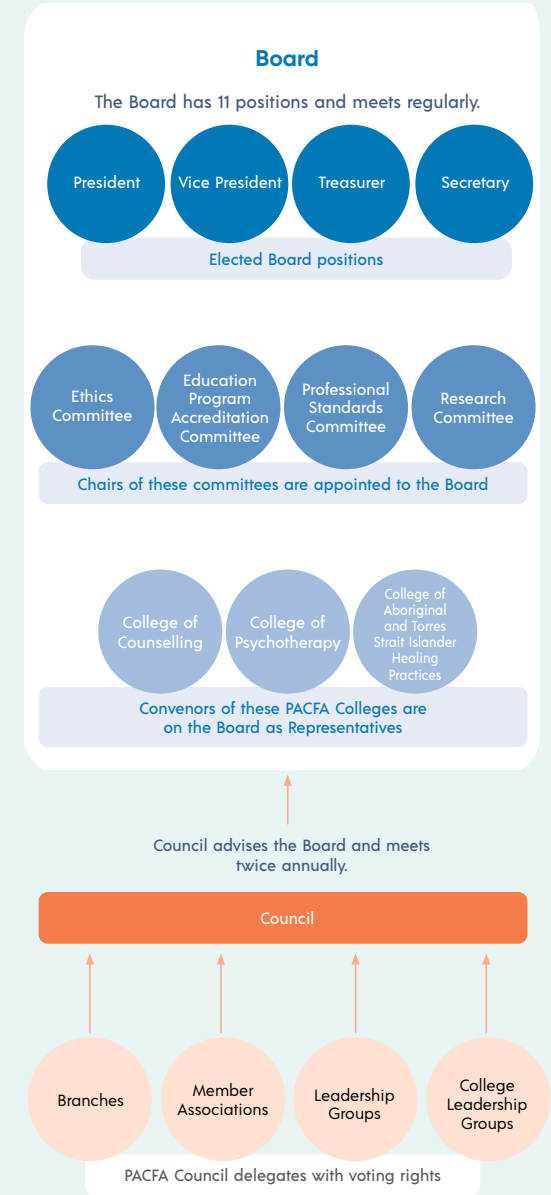 Board
The Board has 11 positions and meets regularly.
President
Vice President
Treasurer
Secretary
Elected Board positions
Ethics
Committee
Education
Program
Accreditation
Committee
Professional
Standards
Committee
Research
Committee
Chairs of these committees are appointed to the Board
College of
Counselling
College of
Psychotherapy
College of
Aboriginal
and Torres
Strait Islander
Healing
Practices
Convenors of these PACFA Colleges are
on the Board as Representatives
Council advises the Board and meets
twice annually.
Council
Branches
Member
Associations
Leadership
Groups
College
Leadership
Groups
PACFA Council delegates with voting rights